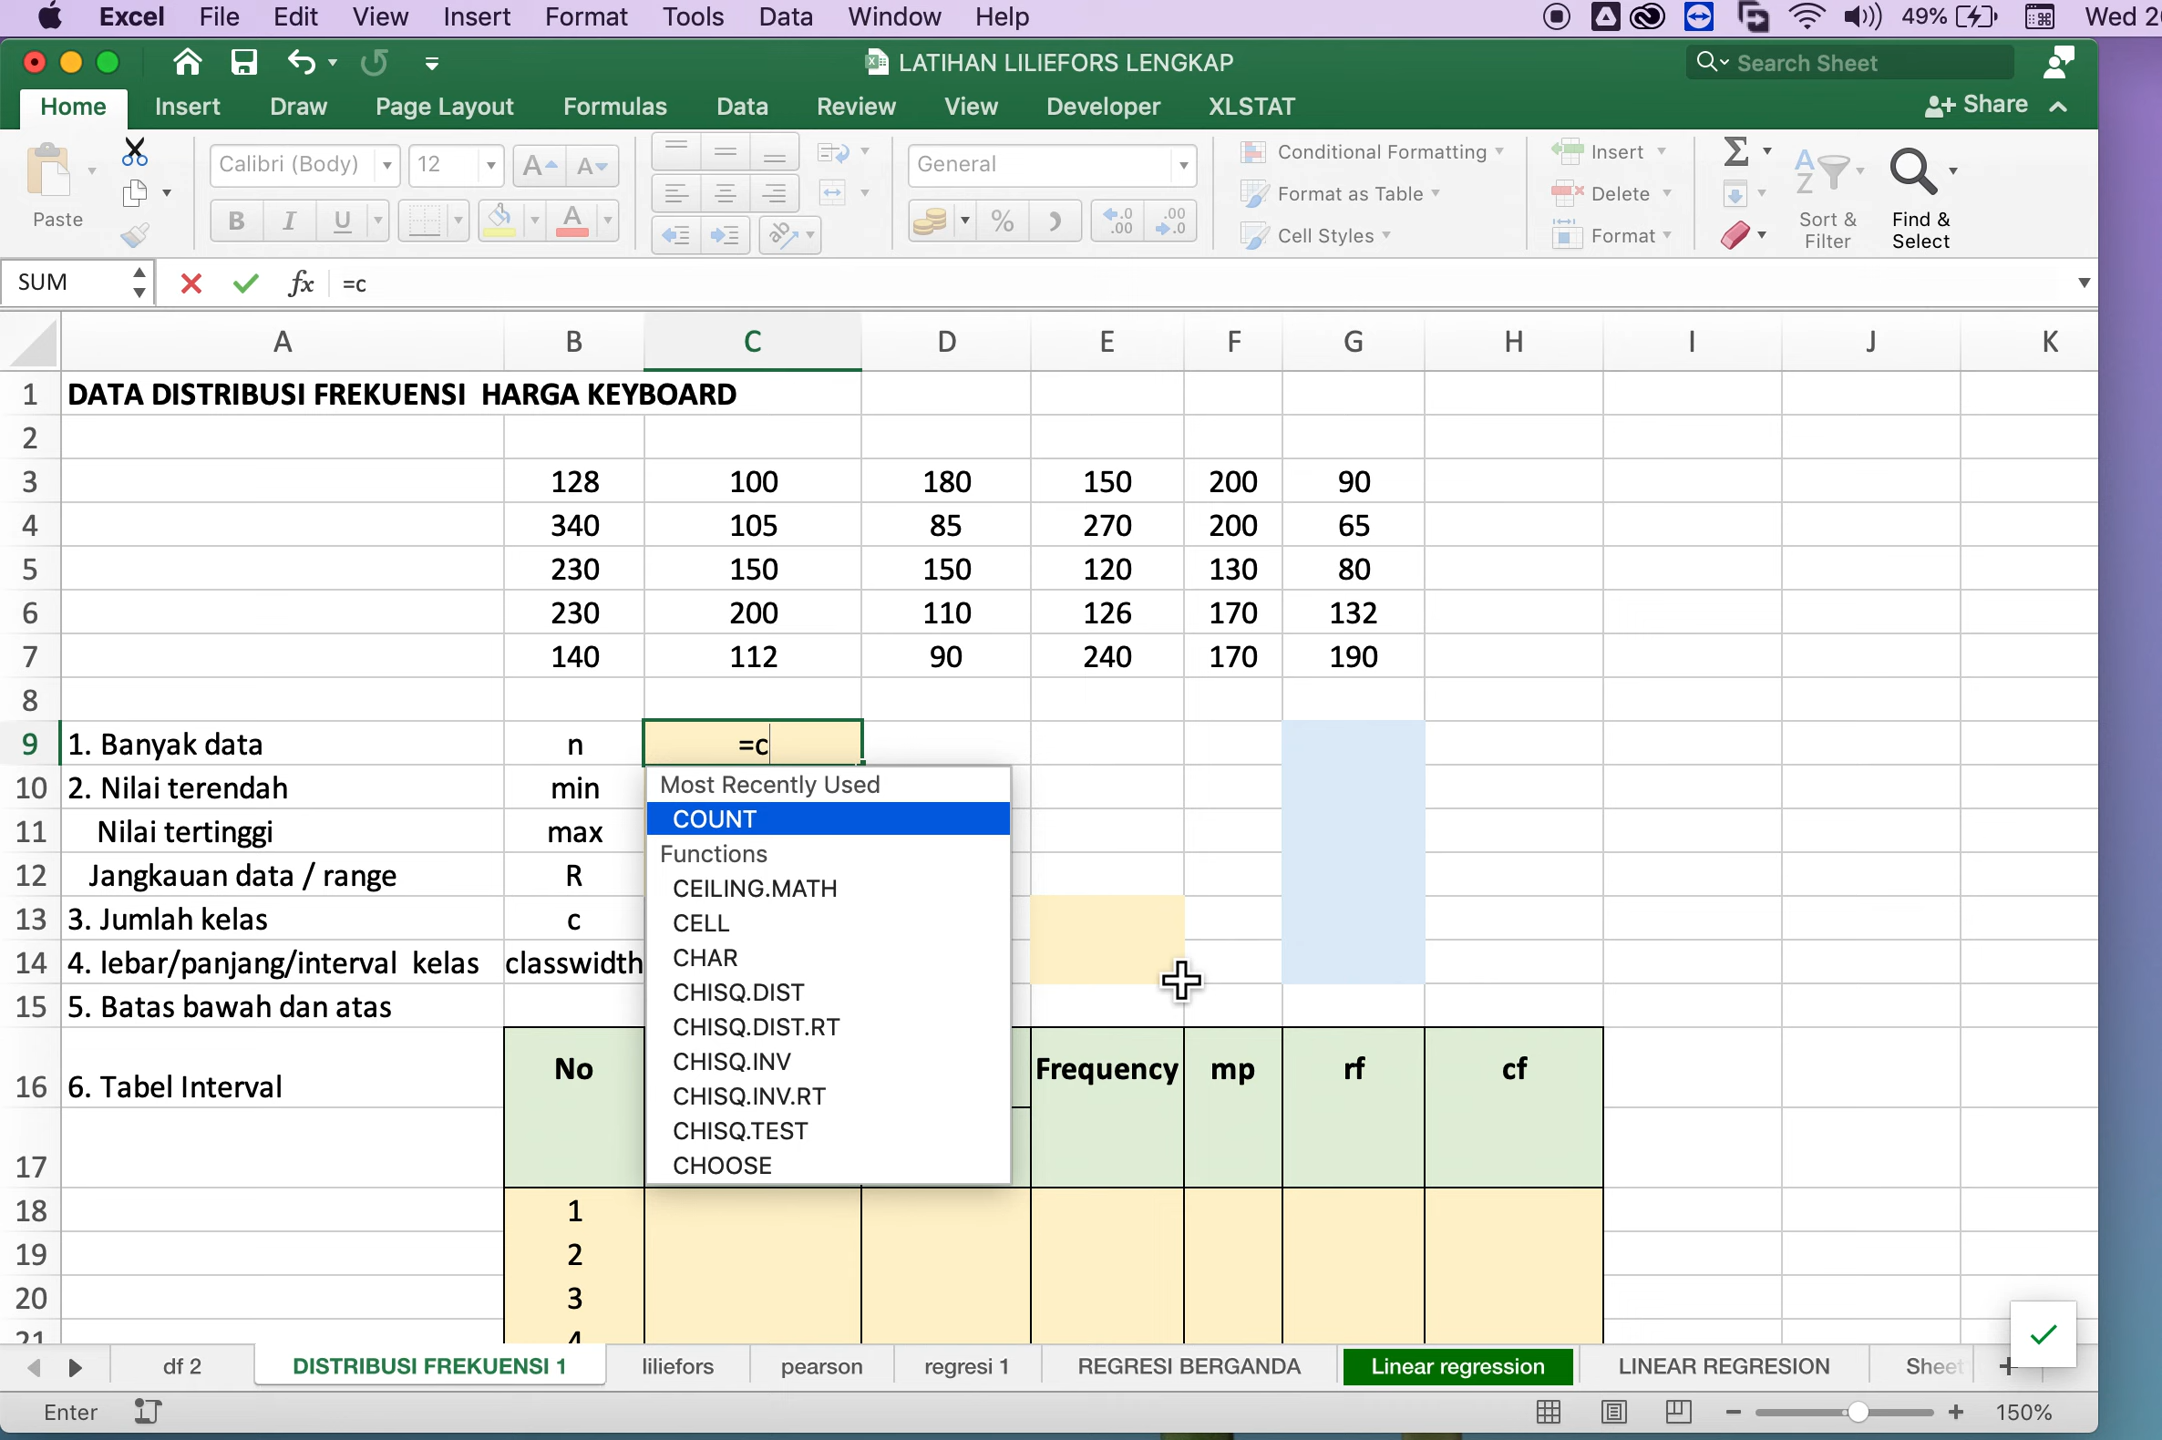 Excel File Edit View Insert Format Tools Data Window Help 49% Wed 2
LATIHAN LILIEFORS LENGKAP Search Sheet
Home Insert Draw Page Layout Formulas Data Review View Developer XLSTAT Share
Paste
Calibri (Body) 12
B I U A
General
% .0 .00 .00 .0
Conditional Formatting
Format as Table
Cell Styles
Insert
Delete
Format
Sort & Filter
Find & Select
SUM fx =c
A B C D E F G H I J K
1 DATA DISTRIBUSI FREKUENSI HARGA KEYBOARD
2
3 128 100 180 150 200 90
4 340 105 85 270 200 65
5 230 150 150 120 130 80
6 230 200 110 126 170 132
7 140 112 90 240 170 190
8
9 1. Banyak data n =c
10 2. Nilai terendah min
11 Nilai tertinggi max
12 Jangkauan data / range R
13 3. Jumlah kelas c
14 4. lebar/panjang/interval kelas classwidth
15 5. Batas bawah dan atas
16 6. Tabel Interval No Frequency mp rf cf
17
18 1
19 2
20 3
21 4
Most Recently Used
COUNT
Functions
CEILING.MATH
CELL
CHAR
CHISQ.DIST
CHISQ.DIST.RT
CHISQ.INV
CHISQ.INV.RT
CHISQ.TEST
CHOOSE
df 2 DISTRIBUSI FREKUENSI 1 liliefors pearson regresi 1 REGRESI BERGANDA Linear regression LINEAR REGRESION Sheet +
Enter 150%